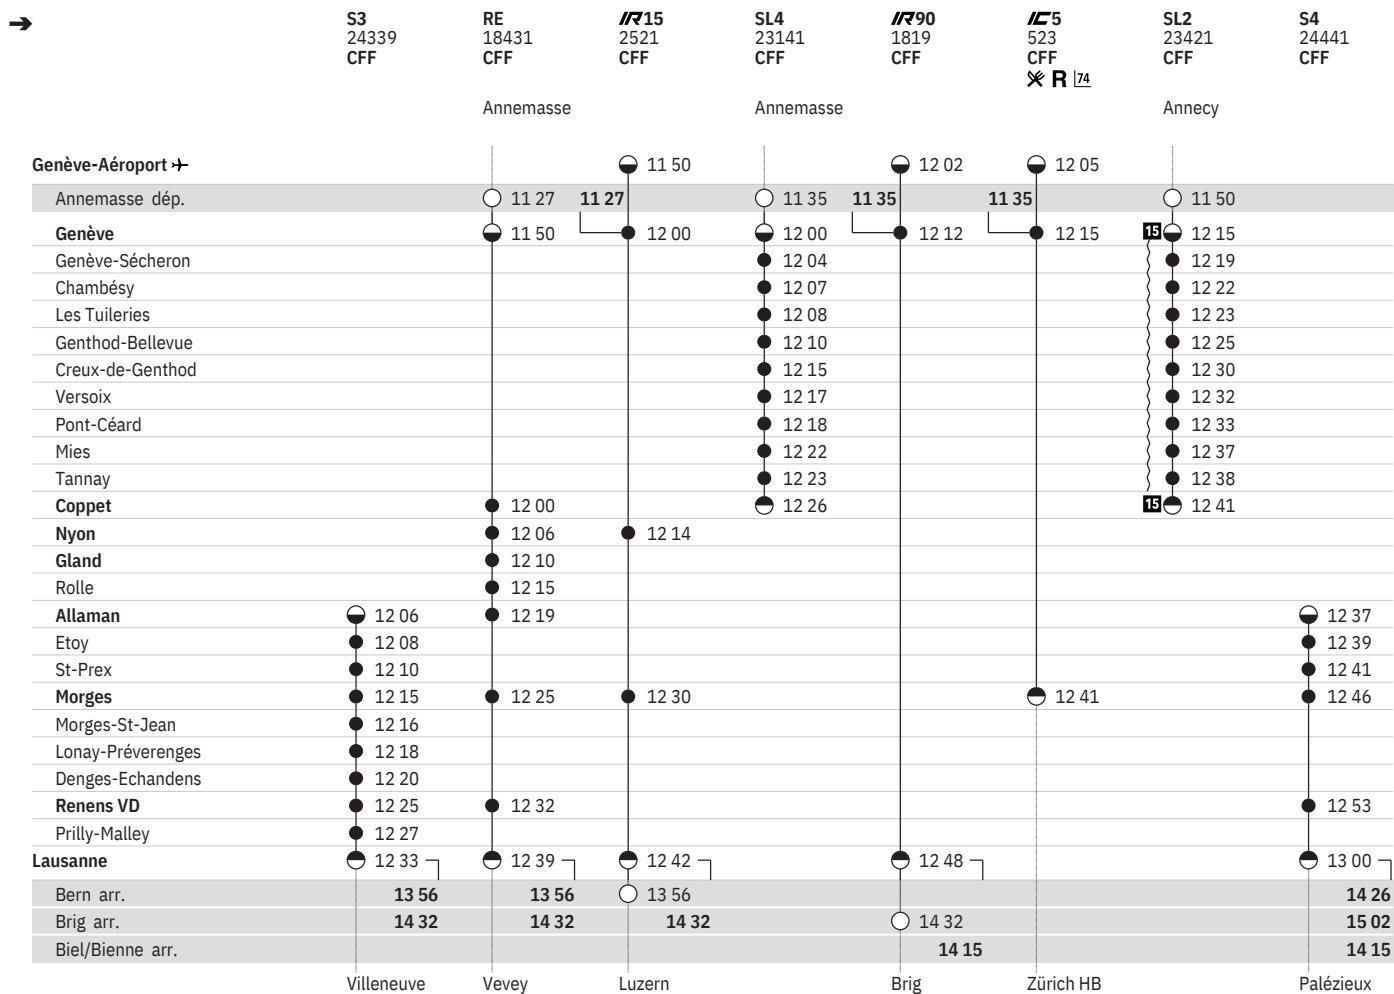 ➔ S3 RE IR15 SL4 IR90 IC5 SL2 S4
24339 18431 2521 23141 1819 523 23421 24441
CFF CFF CFF CFF CFF CFF CFF CFF
R 74
Annemasse Annemasse Annecy
Genève-Aéroport 11 50 12 02 12 05
Annemasse dép. 11 27 11 27 11 35 11 35 11 35 11 50
Genève 11 50 12 00 12 00 12 12 12 15 15 12 15
Genève-Sécheron 12 04 12 19
Chambésy 12 07 12 22
Les Tuileries 12 08 12 23
Genthod-Bellevue 12 10 12 25
Creux-de-Genthod 12 15 12 30
Versoix 12 17 12 32
Pont-Céard 12 18 12 33
Mies 12 22 12 37
Tannay 12 23 12 38
Coppet 12 00 12 26 15 12 41
Nyon 12 06 12 14
Gland 12 10
Rolle 12 15
Allaman 12 06 12 19 12 37
Etoy 12 08 12 39
St-Prex 12 10 12 41
Morges 12 15 12 25 12 30 12 41 12 46
Morges-St-Jean 12 16
Lonay-Préverenges 12 18
Denges-Echandens 12 20
Renens VD 12 25 12 32 12 53
Prilly-Malley 12 27
Lausanne 12 33 12 39 12 42 12 48 13 00
Bern arr. 13 56 13 56 13 56 14 26
Brig arr. 14 32 14 32 14 32 14 32 15 02
Biel/Bienne arr. 14 15 14 15
Villeneuve Vevey Luzern Brig Zürich HB Palézieux